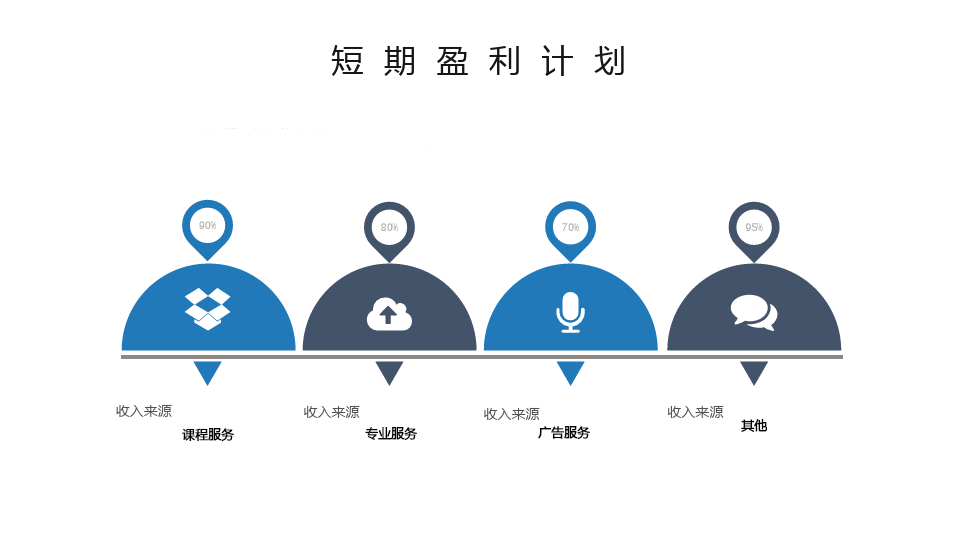 短期盈利计划
90%
80%
70%
95%
收入来源
课程服务
收入来源
专业服务
收入来源
广告服务
收入来源
其他